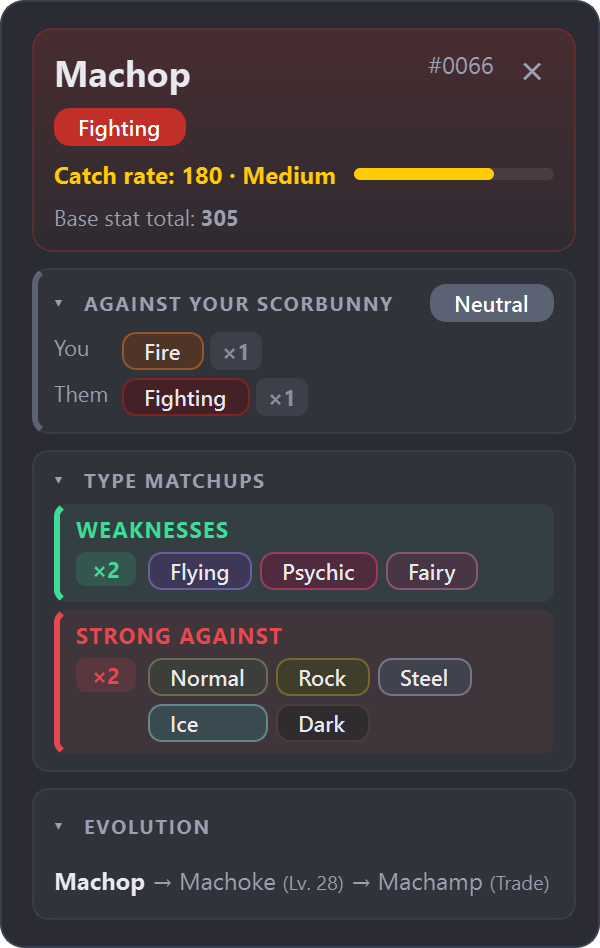 Machop #0066 ×
Fighting
Catch rate: 180 · Medium
Base stat total: 305
▾ AGAINST YOUR SCORBUNNY Neutral
You Fire ×1
Them Fighting ×1
▾ TYPE MATCHUPS
WEAKNESSES
×2 Flying Psychic Fairy
STRONG AGAINST
×2 Normal Rock Steel
Ice Dark
▾ EVOLUTION
Machop → Machoke (Lv. 28) → Machamp (Trade)